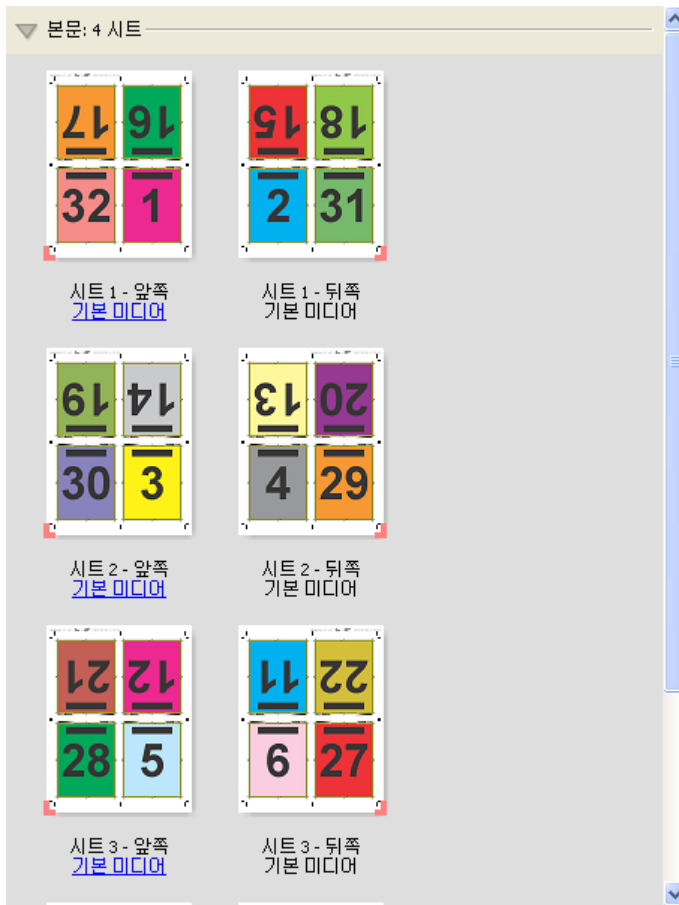 본문: 4 시트
17 16
32 1
15 18
2 31
시트 1 - 앞쪽
기본 미디어
시트 1 - 뒤쪽
기본 미디어
19 14
30 3
13 20
4 29
시트 2 - 앞쪽
기본 미디어
시트 2 - 뒤쪽
기본 미디어
21 12
28 5
11 22
6 27
시트 3 - 앞쪽
기본 미디어
시트 3 - 뒤쪽
기본 미디어